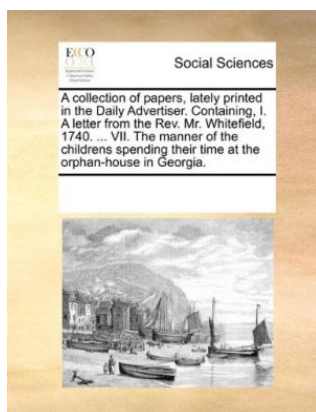 ECCO
Social Sciences
A collection of papers, lately printed
in the Daily Advertiser. Containing, I.
A letter from the Rev. Mr. Whitefield,
1740. ... VII. The manner of the
childrens spending their time at the
orphan-house in Georgia.